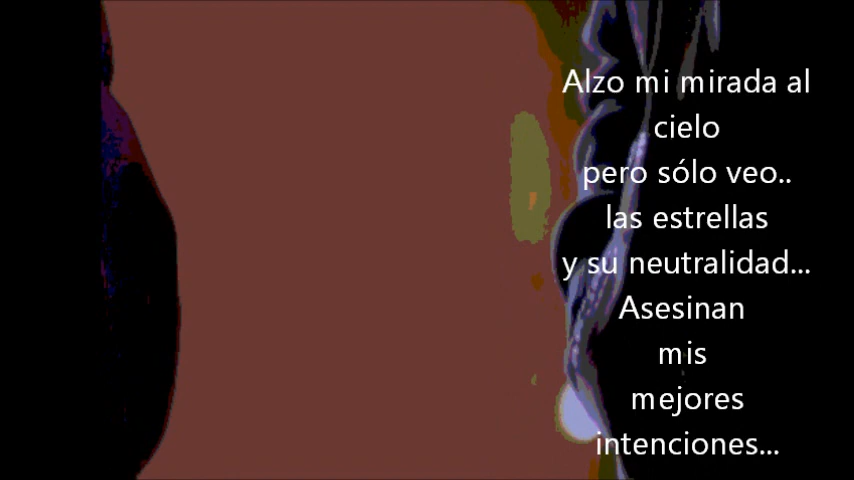 Alzo mi mirada al
cielo
pero sólo veo..
las estrellas
y su neutralidad...
Asesinan
mis
mejores
intenciones...